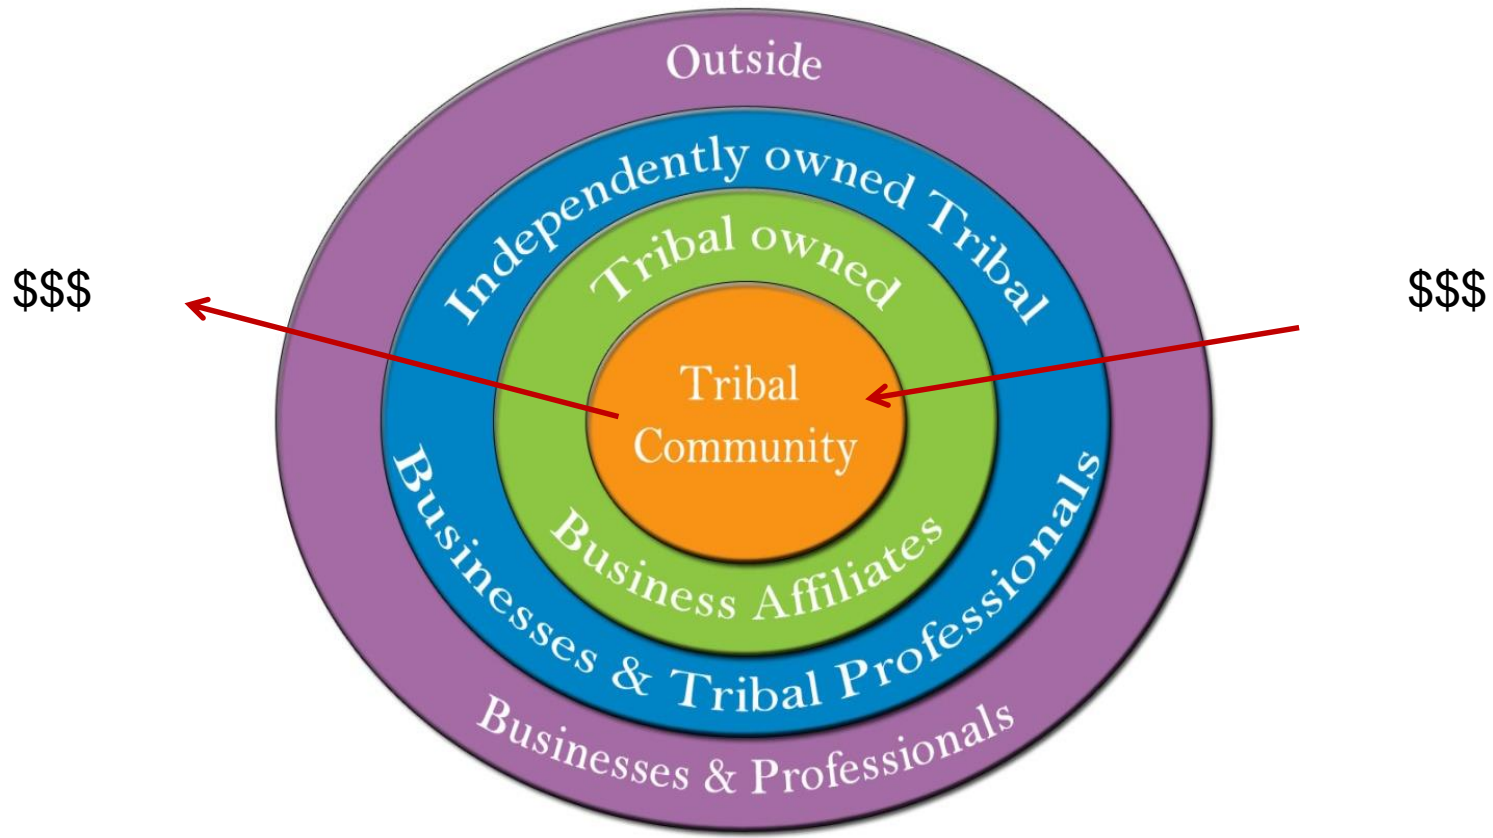 Outside
Independently owned Tribal
Tribal owned
$$$
$$$
Tribal
Community
Business Affiliates
Businesses & Tribal Professionals
Businesses & Professionals